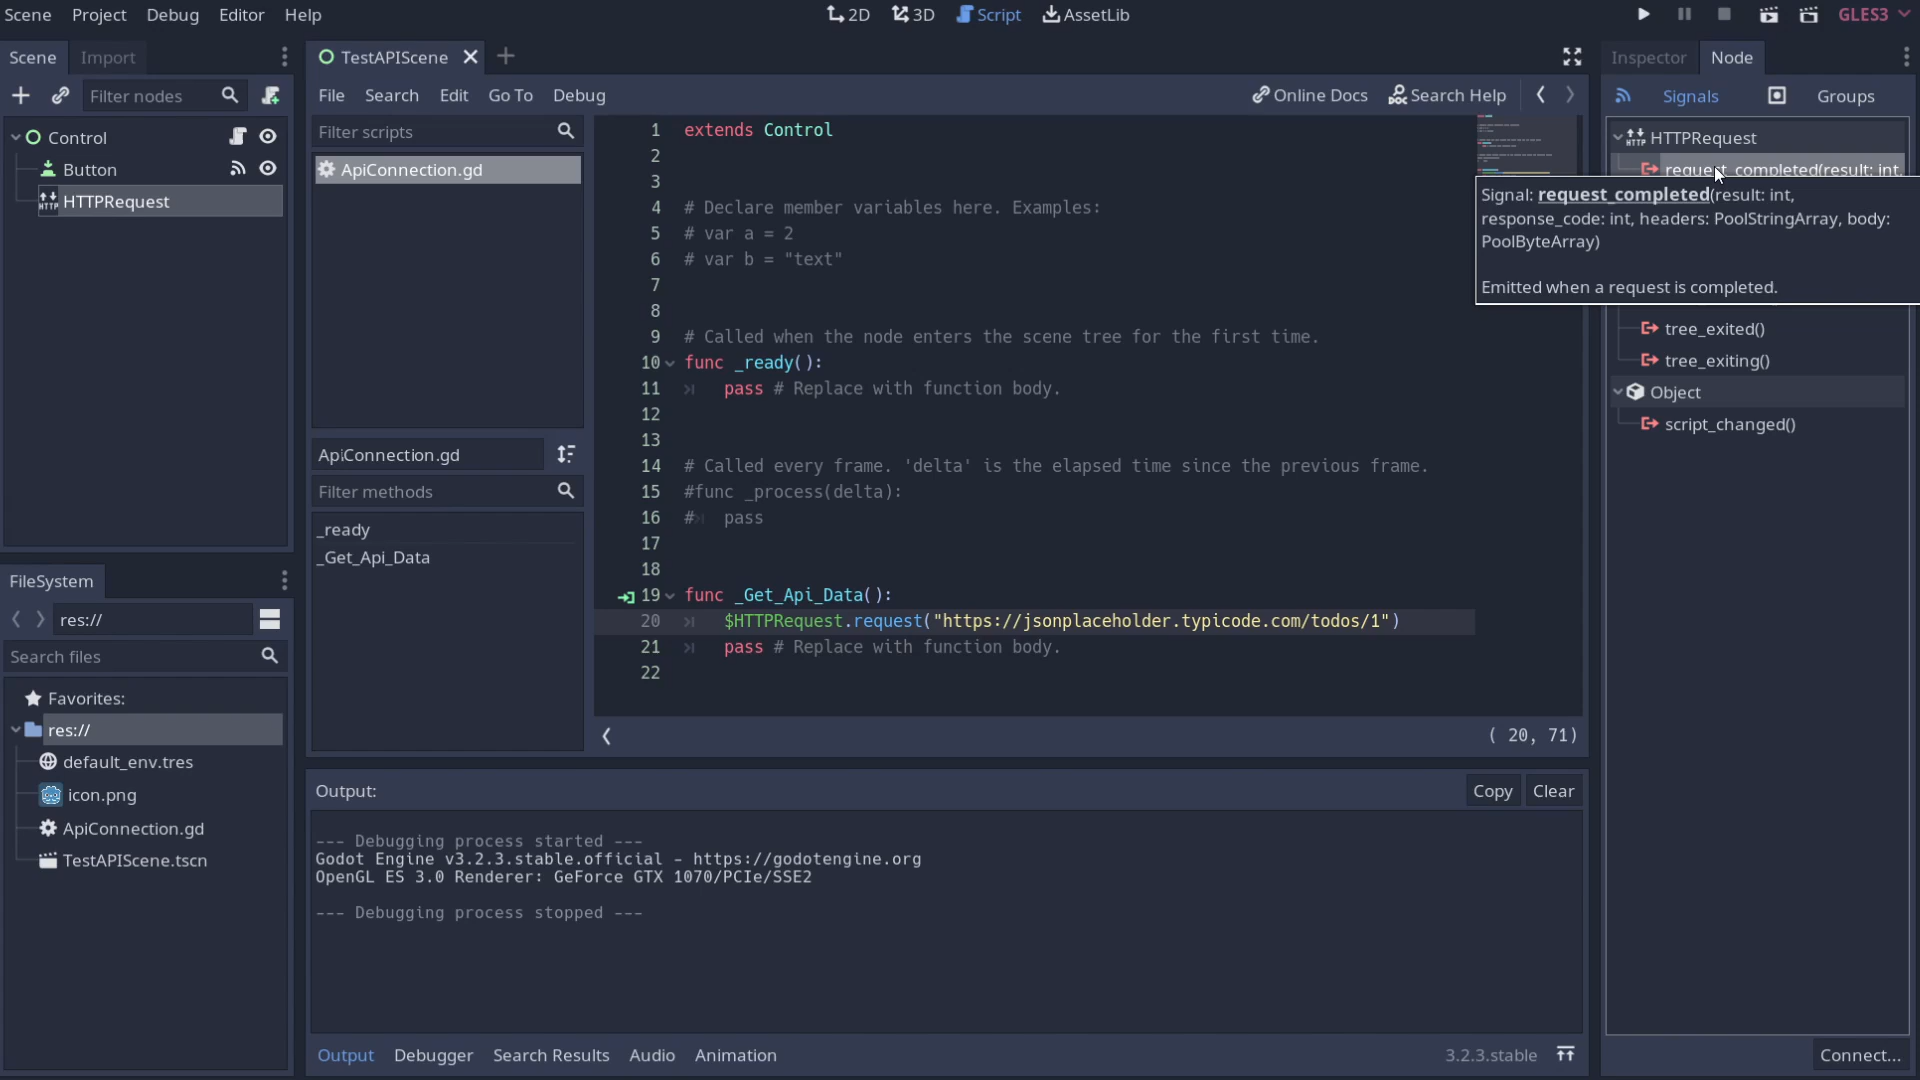 Scene Project Debug Editor Help
2D 3D Script AssetLib
GLES3
Scene Import
TestAPIScene
Inspector Node
Filter nodes
File Search Edit Go To Debug
Online Docs Search Help
Signals Groups
Control
Button
HTTPRequest
Filter scripts
ApiConnection.gd
ApiConnection.gd
Filter methods
_ready
_Get_Api_Data
1 extends Control
2
3
4 # Declare member variables here. Examples:
5 # var a = 2
6 # var b = "text"
7
8
9 # Called when the node enters the scene tree for the first time.
10 func _ready():
11 pass # Replace with function body.
12
13
14 # Called every frame. 'delta' is the elapsed time since the previous frame.
15 #func _process(delta):
16 # pass
17
18
19 func _Get_Api_Data():
20 $HTTPRequest.request("https://jsonplaceholder.typicode.com/todos/1")
21 pass # Replace with function body.
22
( 20, 71)
HTTPRequest
request_completed(result: int,
Signal: request_completed(result: int,
response_code: int, headers: PoolStringArray, body:
PoolByteArray)
Emitted when a request is completed.
tree_exited()
tree_exiting()
Object
script_changed()
FileSystem
res://
Search files
Favorites:
res://
default_env.tres
icon.png
ApiConnection.gd
TestAPIScene.tscn
Output:
Copy Clear
--- Debugging process started ---
Godot Engine v3.2.3.stable.official - https://godotengine.org
OpenGL ES 3.0 Renderer: GeForce GTX 1070/PCIe/SSE2
--- Debugging process stopped ---
Output Debugger Search Results Audio Animation
3.2.3.stable
Connect...